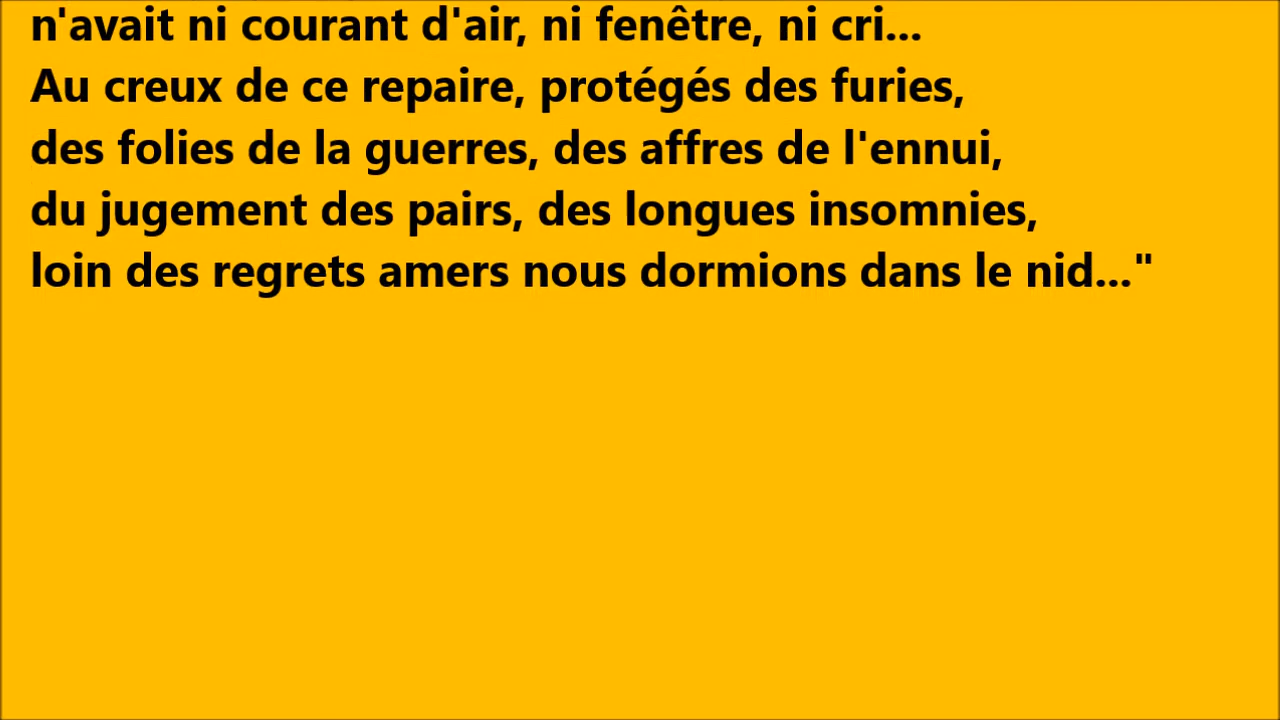 n'avait ni courant d'air, ni fenêtre, ni cri...
Au creux de ce repaire, protégés des furies,
des folies de la guerres, des affres de l'ennui,
du jugement des pairs, des longues insomnies,
loin des regrets amers nous dormions dans le nid..."